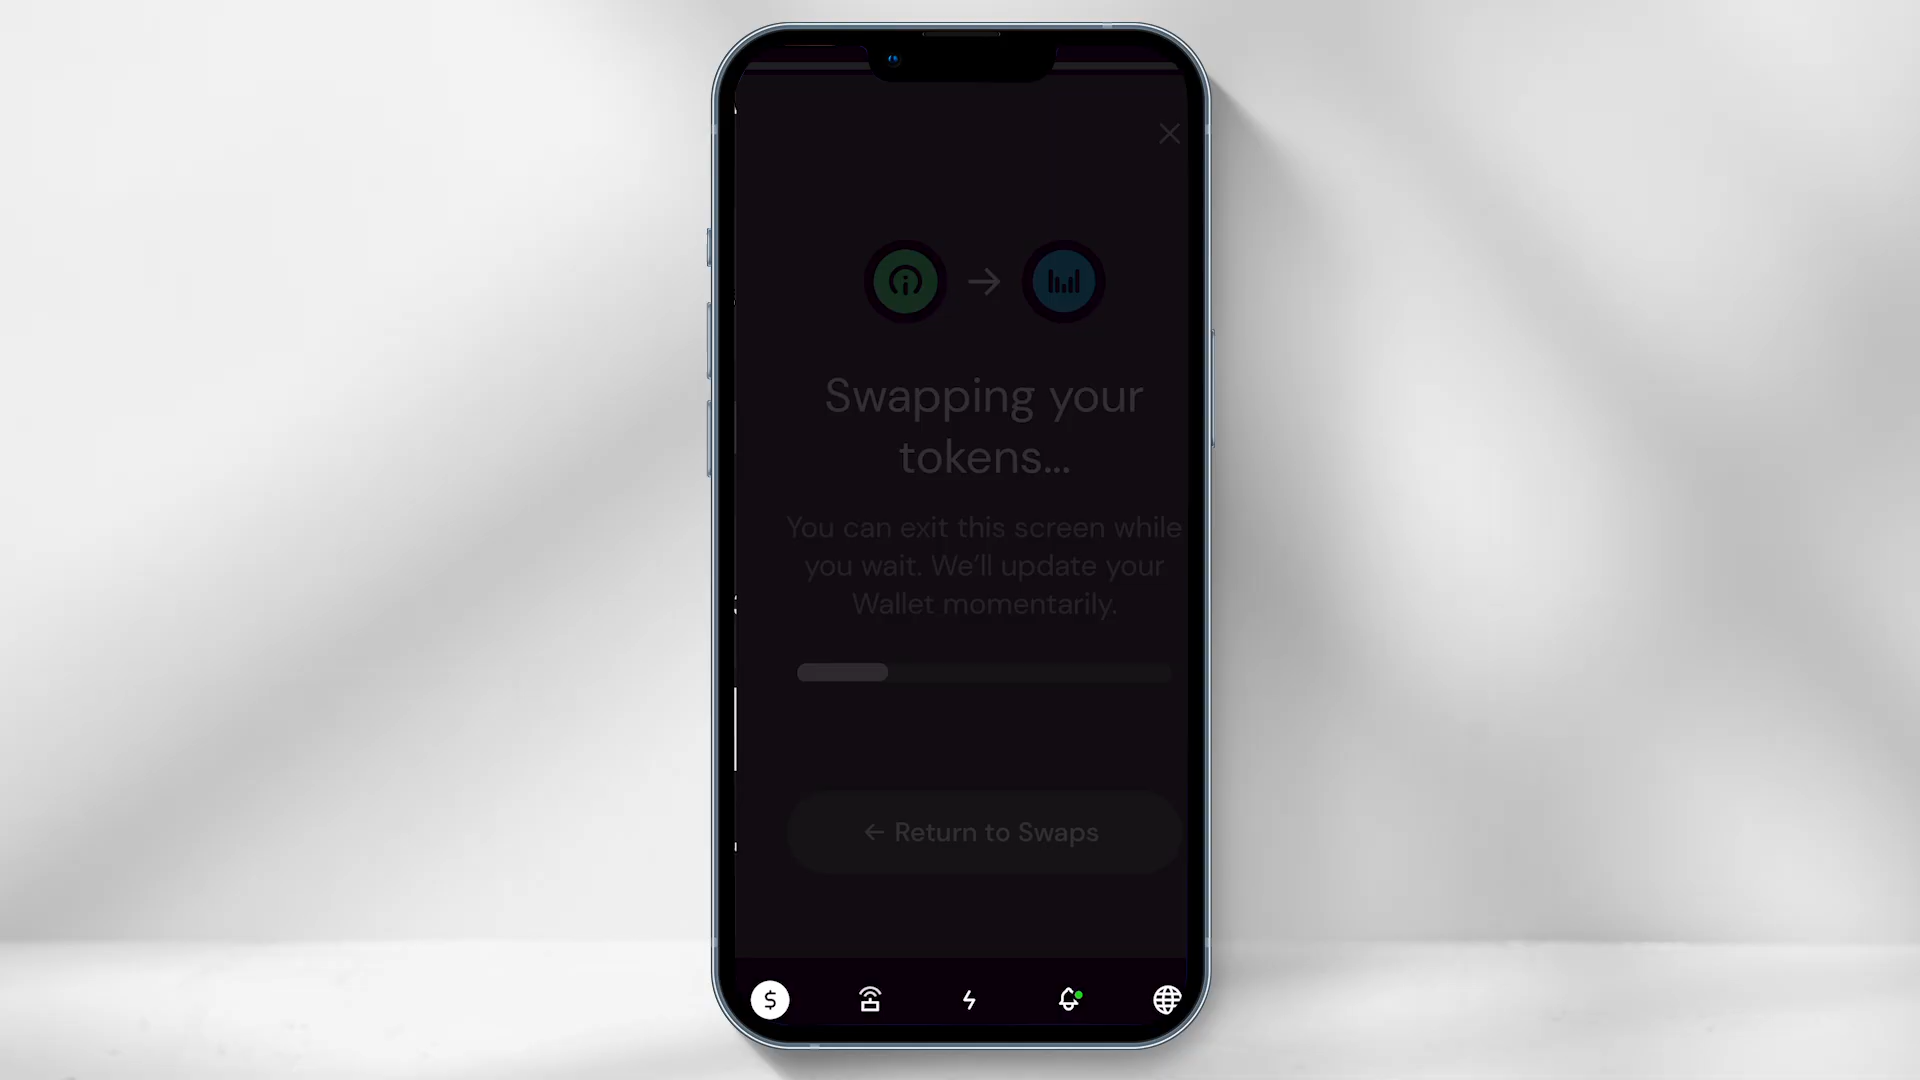 Swapping your
tokens...
You can exit this screen while
you wait. We'll update your
Wallet momentarily.
← Return to Swaps